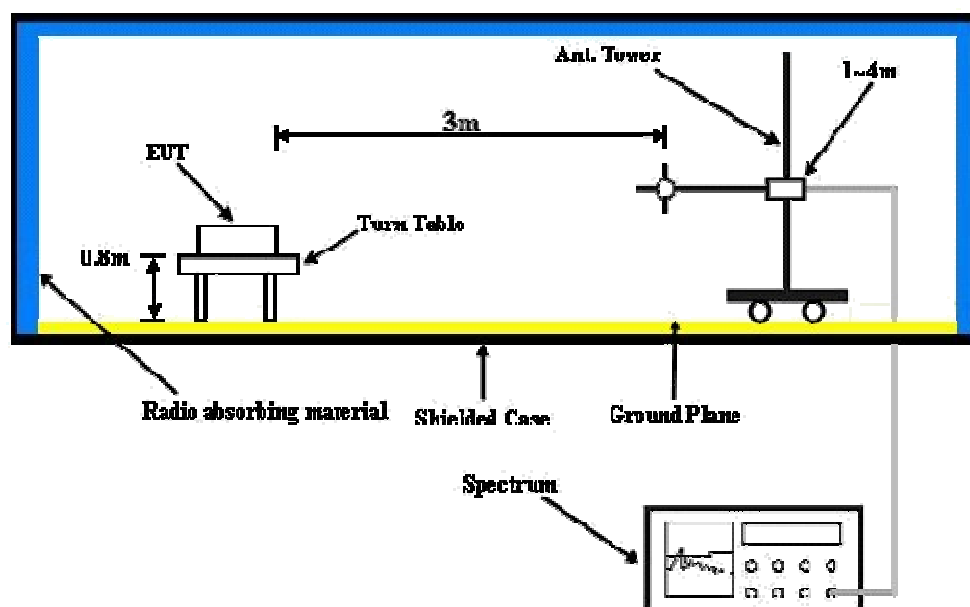 Ant. Tower
1~4m
3m
EUT
Turn Table
0.8m
Radio absorbing material
Shielded Case
Ground Plane
Spectrum